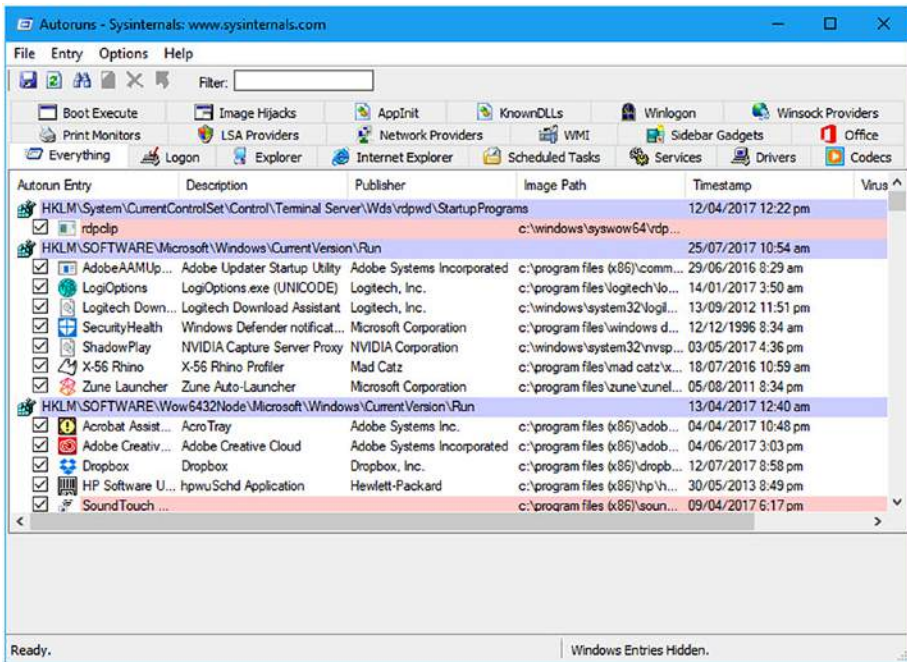 Autoruns - Sysinternals: www.sysinternals.com
File Entry Options Help
Filter:
Boot Execute Image Hijacks AppInit KnownDLLs Winlogon Winsock Providers
Print Monitors LSA Providers Network Providers WMI Sidebar Gadgets Office
Everything Logon Explorer Internet Explorer Scheduled Tasks Services Drivers Codecs
Autorun Entry Description Publisher Image Path Timestamp Virus
HKLM\System\CurrentControlSet\Control\Terminal Server\Wds\rdpwd\StartupPrograms 12/04/2017 12:22 pm
rdpclip c:\windows\syswow64\rdp...
HKLM\SOFTWARE\Microsoft\Windows\CurrentVersion\Run 25/07/2017 10:54 am
AdobeAAMUp... Adobe Updater Startup Utility Adobe Systems Incorporated c:\program files (x86)\comm... 29/06/2016 8:29 am
LogiOptions LogiOptions.exe (UNICODE) Logitech, Inc. c:\program files\logitech\lo... 14/01/2017 3:50 am
Logitech Down... Logitech Download Assistant Logitech, Inc. c:\windows\system32\logil... 13/09/2012 11:51 pm
SecurityHealth Windows Defender notificat... Microsoft Corporation c:\program files\windows d... 12/12/1996 8:34 am
ShadowPlay NVIDIA Capture Server Proxy NVIDIA Corporation c:\windows\system32\nvsp... 03/05/2017 4:36 pm
X-56 Rhino X-56 Rhino Profiler Mad Catz c:\program files\mad catz\x... 18/07/2016 10:59 am
Zune Launcher Zune Auto-Launcher Microsoft Corporation c:\program files\zune\zunel... 05/08/2011 8:34 pm
HKLM\SOFTWARE\Wow6432Node\Microsoft\Windows\CurrentVersion\Run 13/04/2017 12:40 am
Acrobat Assist... AcroTray Adobe Systems Inc. c:\program files (x86)\adob... 04/04/2017 10:48 pm
Adobe Creativ... Adobe Creative Cloud Adobe Systems Incorporated c:\program files (x86)\adob... 04/06/2017 3:03 pm
Dropbox Dropbox Dropbox, Inc. c:\program files (x86)\dropb... 12/07/2017 8:58 pm
HP Software U... hpwuSchd Application Hewlett-Packard c:\program files (x86)\hp\h... 30/05/2013 8:49 pm
SoundTouch ... c:\program files (x86)\soun... 09/04/2017 6:17 pm
Ready. Windows Entries Hidden.